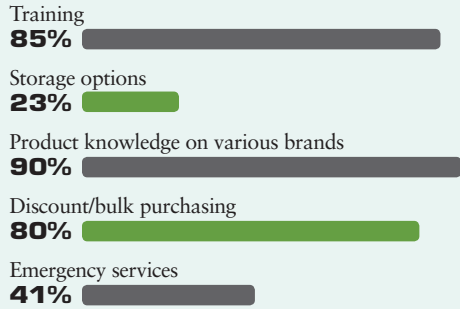 Training
85%
Storage options
23%
Product knowledge on various brands
90%
Discount/bulk purchasing
80%
Emergency services
41%